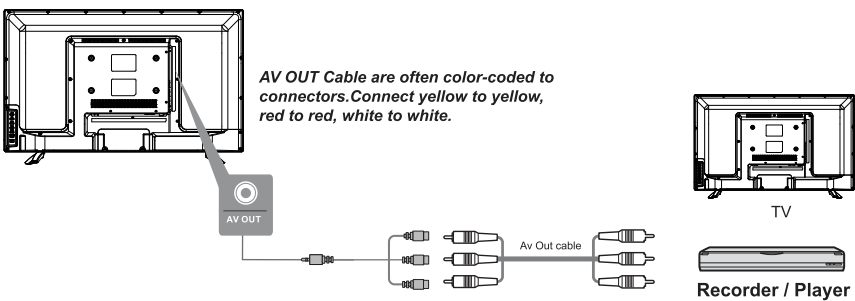 AV OUT Cable are often color-coded to
connectors.Connect yellow to yellow,
red to red, white to white.
AV OUT
Av Out cable
TV
Recorder / Player